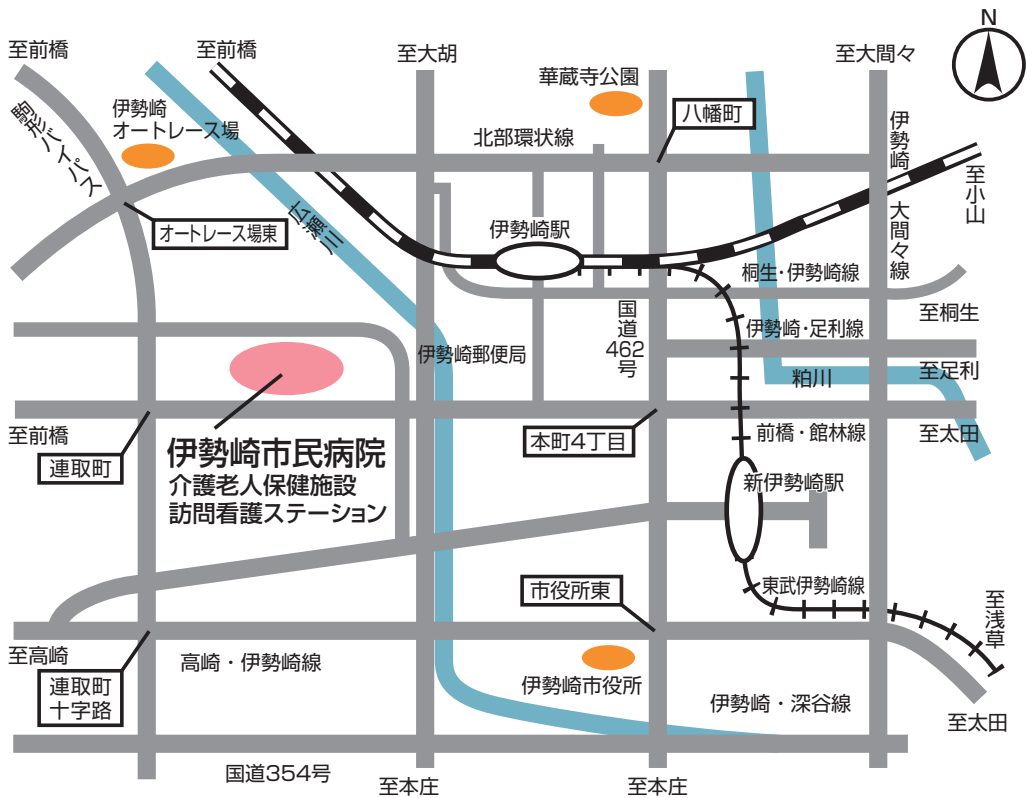 N
至前橋
至前橋
至大胡
華蔵寺公園
至大間々
駒形バイパス
伊勢崎
オートレース場
北部環状線
八幡町
伊勢崎 大間々線
至小山
オートレース場東
広瀬川
伊勢崎駅
桐生・伊勢崎線
国道
462
号
至桐生
伊勢崎・足利線
伊勢崎郵便局
粕川
至足利
至前橋
連取町
伊勢崎市民病院
介護老人保健施設
訪問看護ステーション
本町4丁目
前橋・館林線
至太田
新伊勢崎駅
市役所東
東武伊勢崎線
至浅草
至高崎
高崎・伊勢崎線
連取町
十字路
伊勢崎市役所
伊勢崎・深谷線
至太田
国道354号
至本庄
至本庄